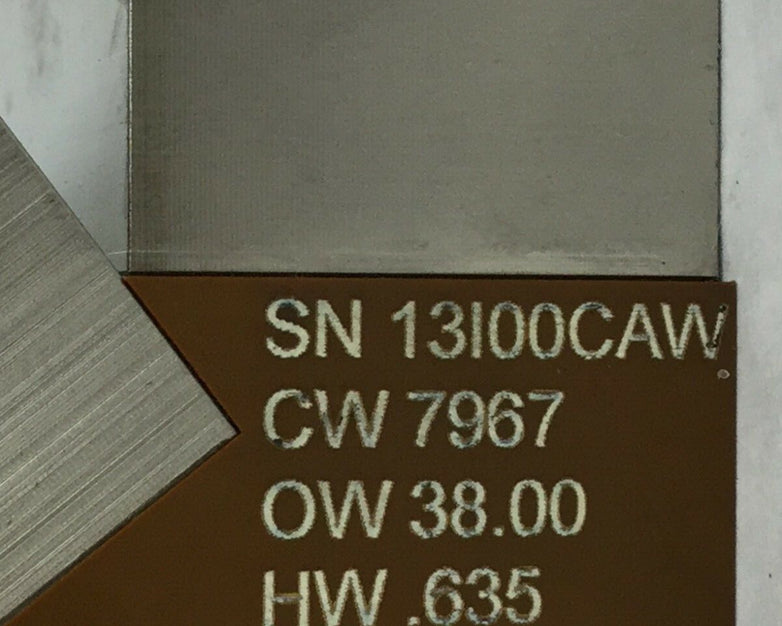 SN 13I00CAW
CW 7967
OW 38.00
HW .635